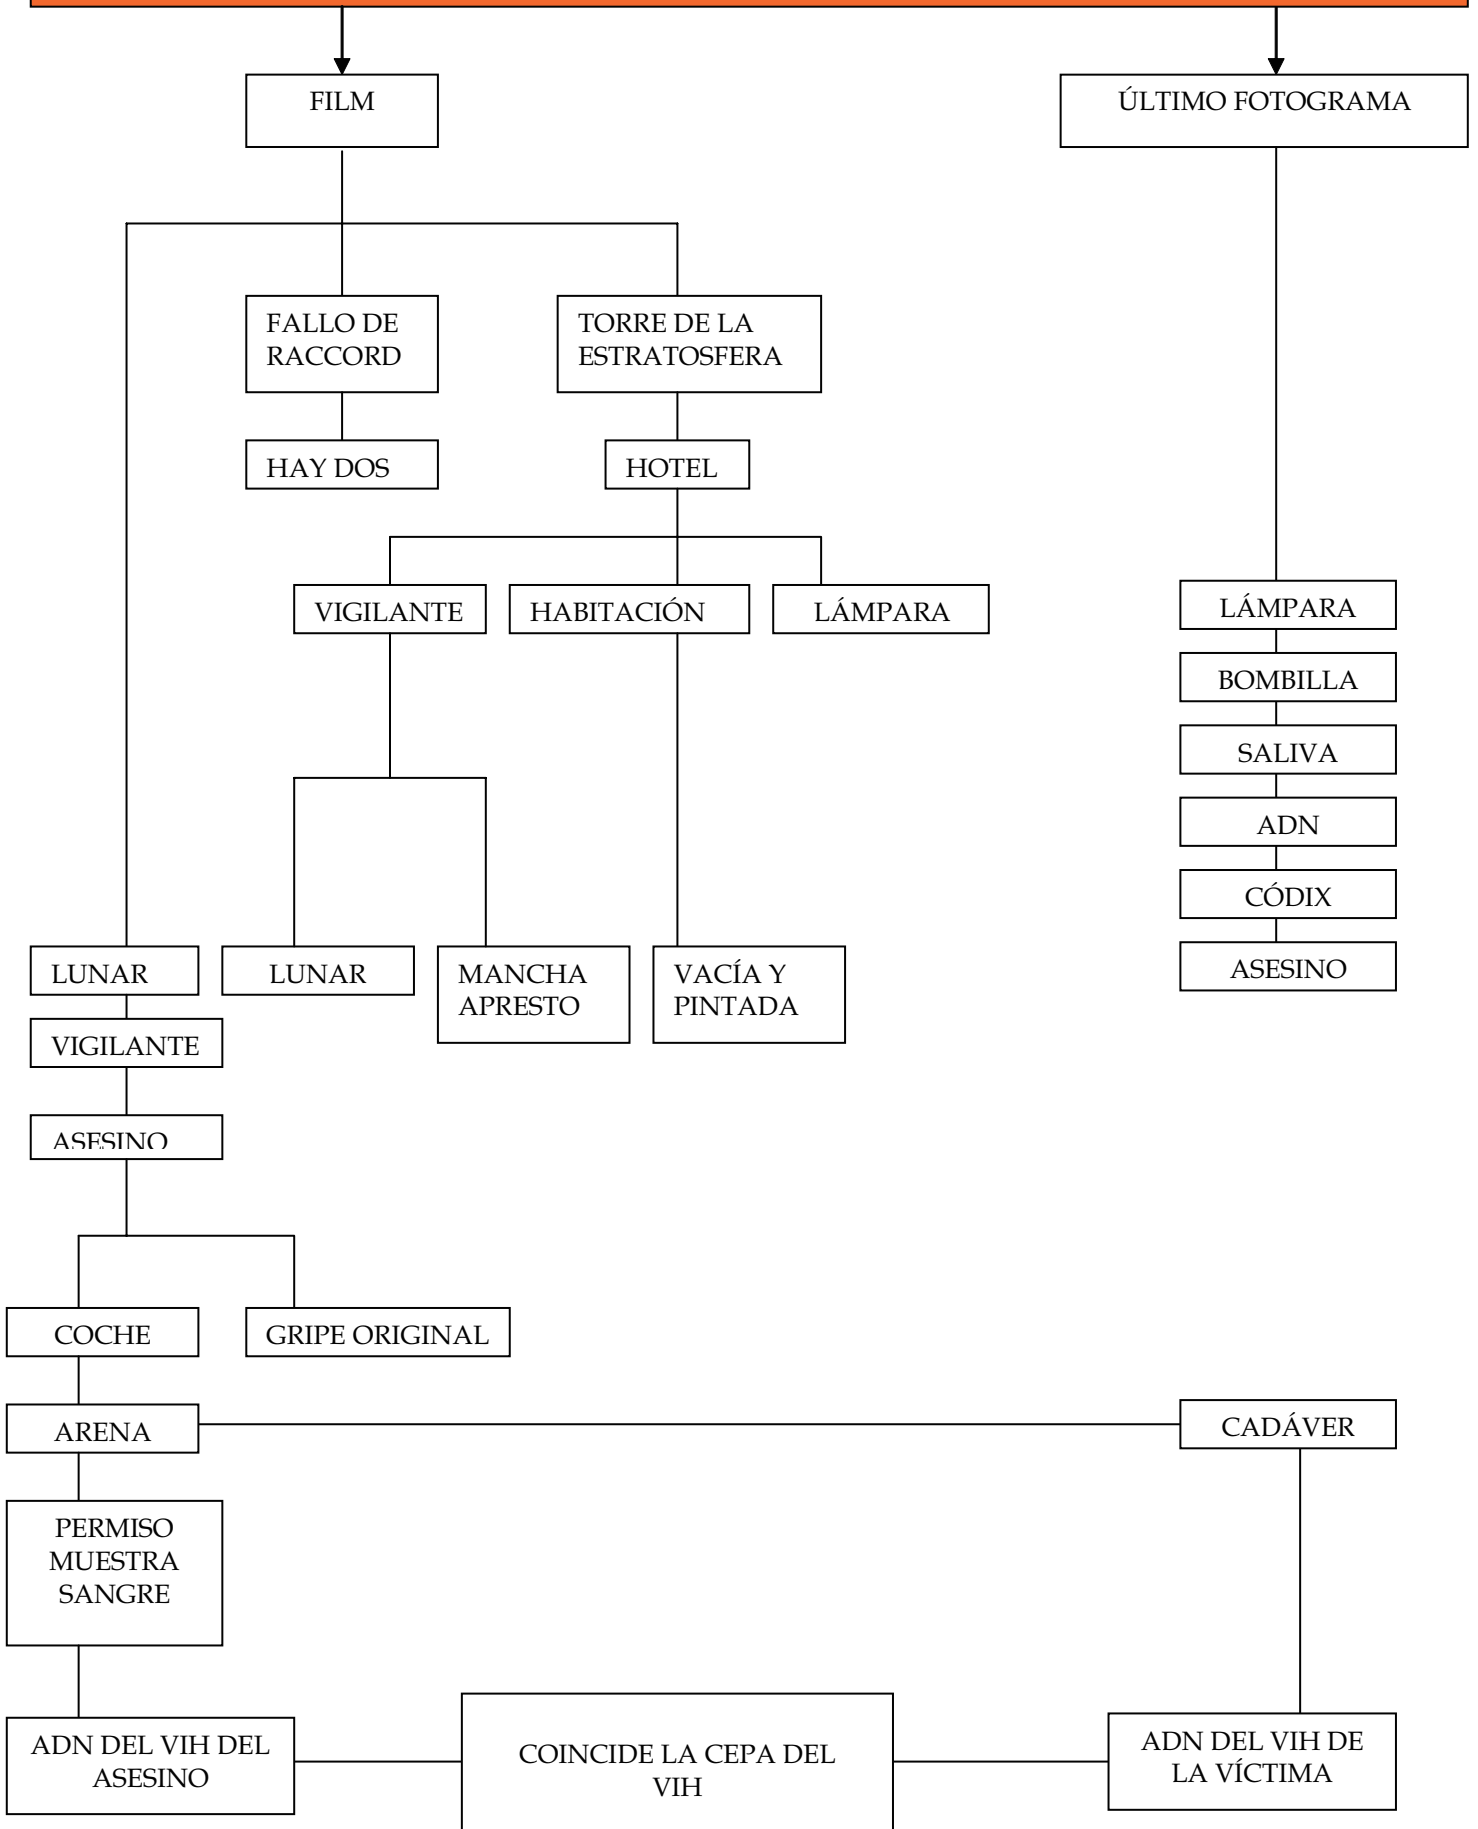 FILM
ÚLTIMO FOTOGRAMA
FALLO DE
RACCORD
TORRE DE LA
ESTRATOSFERA
HAY DOS
HOTEL
VIGILANTE
HABITACIÓN
LÁMPARA
LÁMPARA
BOMBILLA
SALIVA
ADN
CÓDIX
ASESINO
LUNAR
LUNAR
MANCHA
APRESTO
VACÍA Y
PINTADA
VIGILANTE
ASESINO
COCHE
GRIPE ORIGINAL
ARENA
CADÁVER
PERMISO
MUESTRA
SANGRE
ADN DEL VIH DEL
ASESINO
COINCIDE LA CEPA DEL
VIH
ADN DEL VIH DE
LA VÍCTIMA